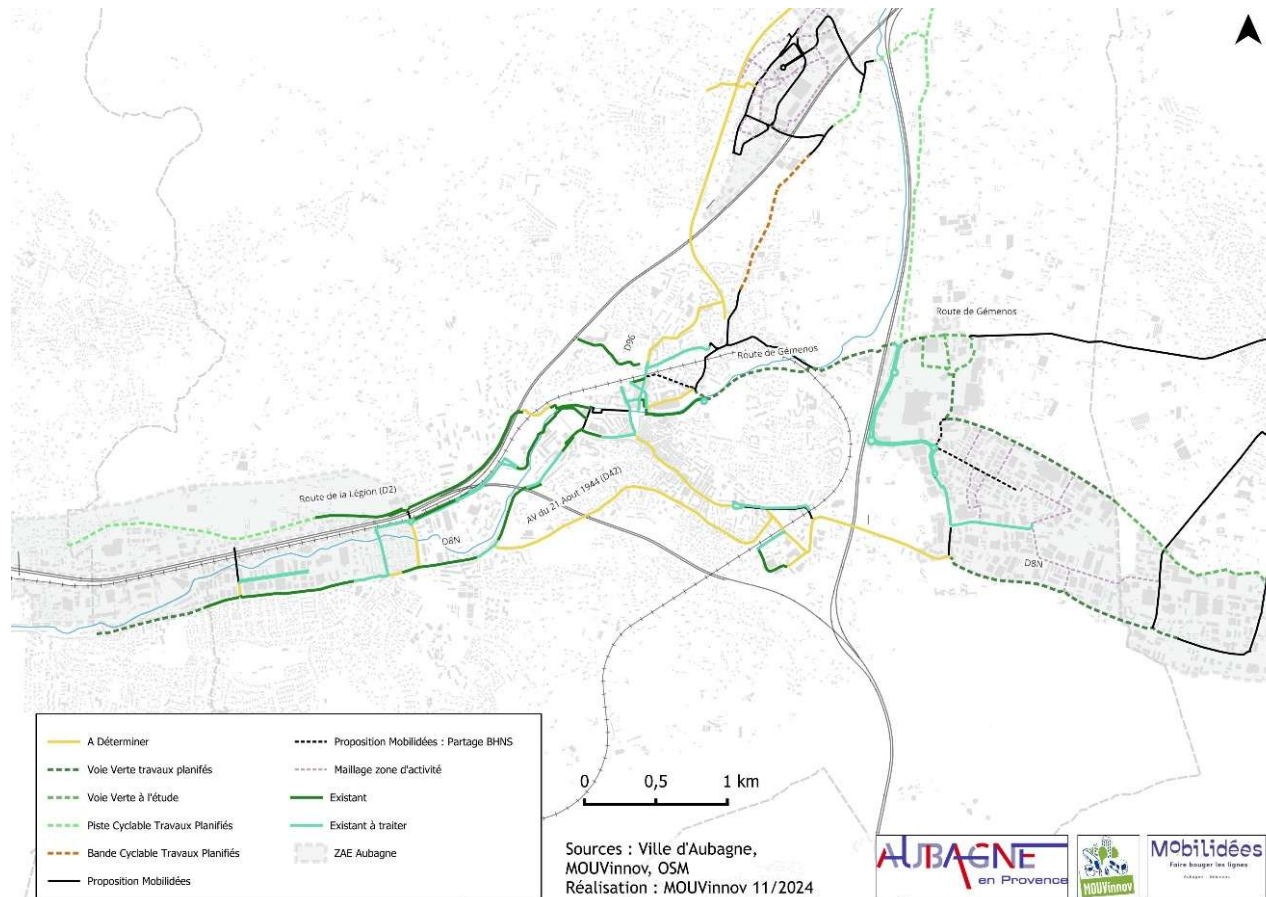 Route de Gémenos
D96
Route de Gémenos
Route de la Légion (D2)
AV du 21 Aout 1944 (D42)
D8N
D8N
A Déterminer
Voie Verte travaux planifés
Voie Verte à l'étude
Piste Cyclable Travaux Planifiés
Bande Cyclable Travaux Planifiés
Proposition Mobilidées
Proposition Mobilidées : Partage BHNS
Maillage zone d'activité
Existant
Existant à traiter
ZAE Aubagne
0 0,5 1 km
Sources : Ville d'Aubagne,
MOUVinnov, OSM
Réalisation : MOUVinnov 11/2024
AUBAGNE
en Provence
MOUVinnov
Mobilidées
Faire bouger les lignes